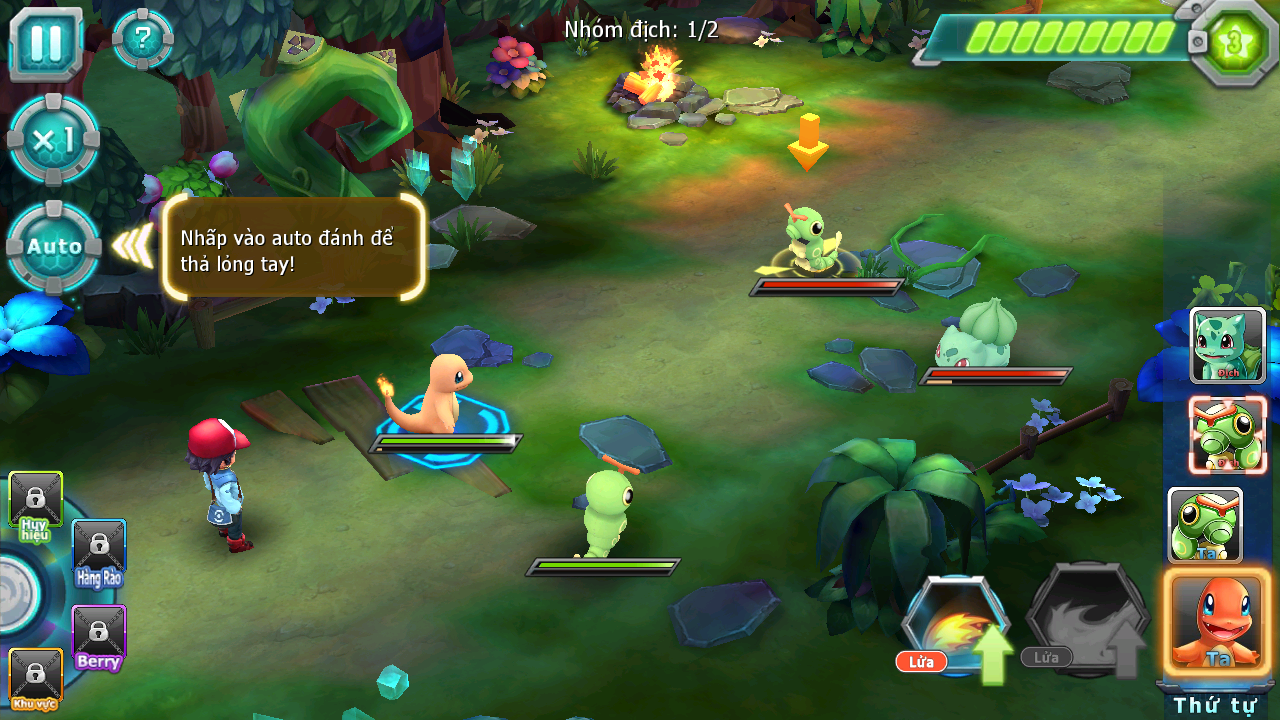 Nhóm địch: 1/2
?
3
×1
Auto
Nhấp vào auto đánh để
thả lỏng tay!
Địch
Ta
Huy
hiệu
Hàng Rào
Berry
Khu vực
Lửa
Lửa
Ta
Thứ tự